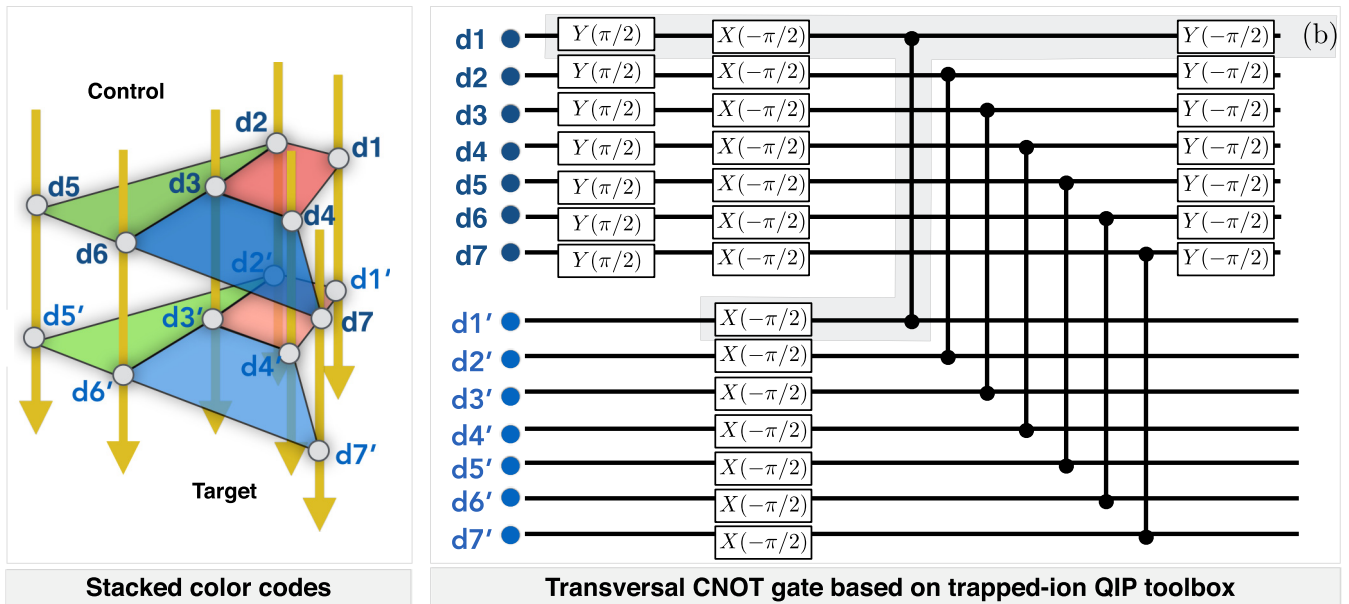 Control
d2
d1
d5
d3
d4
d6
d2′
d1′
d5′
d3′
d7
d4′
d6′
d7′
Target
Stacked color codes
(b)
d1 Y(π/2) X(−π/2) Y(−π/2)
d2 Y(π/2) X(−π/2) Y(−π/2)
d3 Y(π/2) X(−π/2) Y(−π/2)
d4 Y(π/2) X(−π/2) Y(−π/2)
d5 Y(π/2) X(−π/2) Y(−π/2)
d6 Y(π/2) X(−π/2) Y(−π/2)
d7 Y(π/2) X(−π/2) Y(−π/2)
d1′ X(−π/2)
d2′ X(−π/2)
d3′ X(−π/2)
d4′ X(−π/2)
d5′ X(−π/2)
d6′ X(−π/2)
d7′ X(−π/2)
Transversal CNOT gate based on trapped-ion QIP toolbox